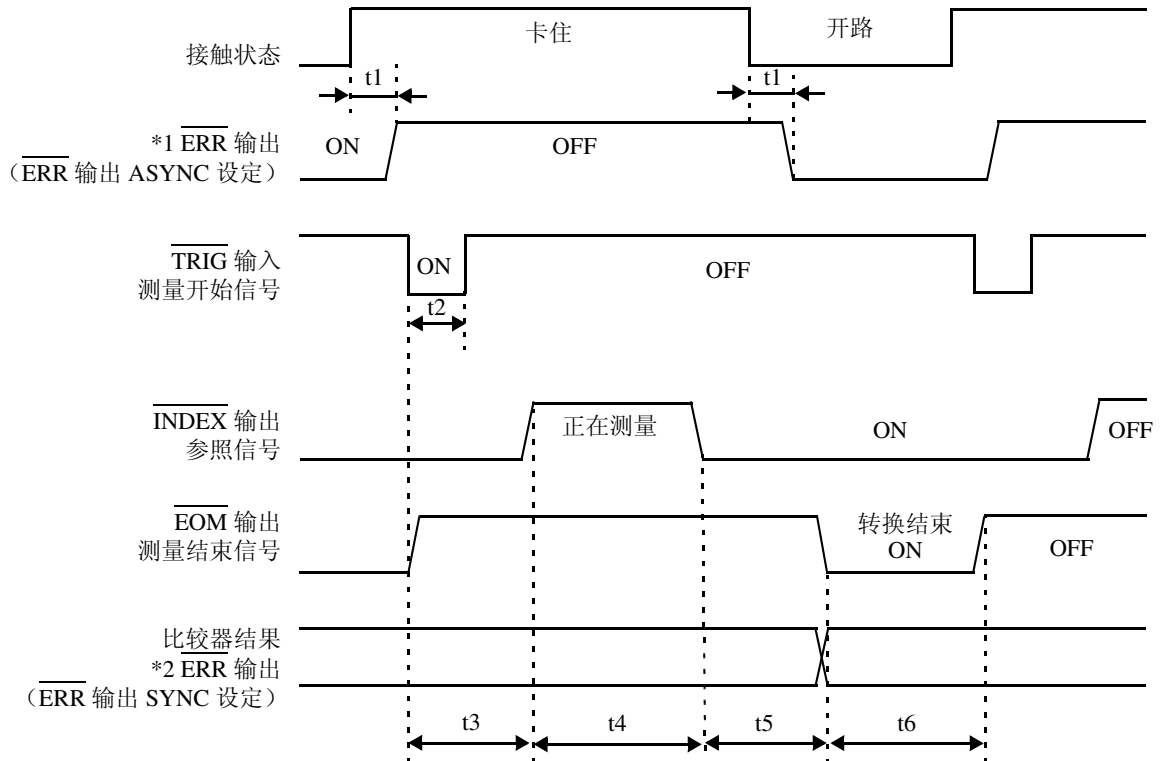 接触状态
卡住
开路
t1
t1
*1 ERR 输出
(ERR 输出 ASYNC 设定)
ON
OFF
TRIG 输入
测量开始信号
ON
OFF
t2
INDEX 输出
参照信号
正在测量
ON
OFF
EOM 输出
测量结束信号
转换结束
ON
OFF
比较器结果
*2 ERR 输出
(ERR 输出 SYNC 设定)
t3
t4
t5
t6